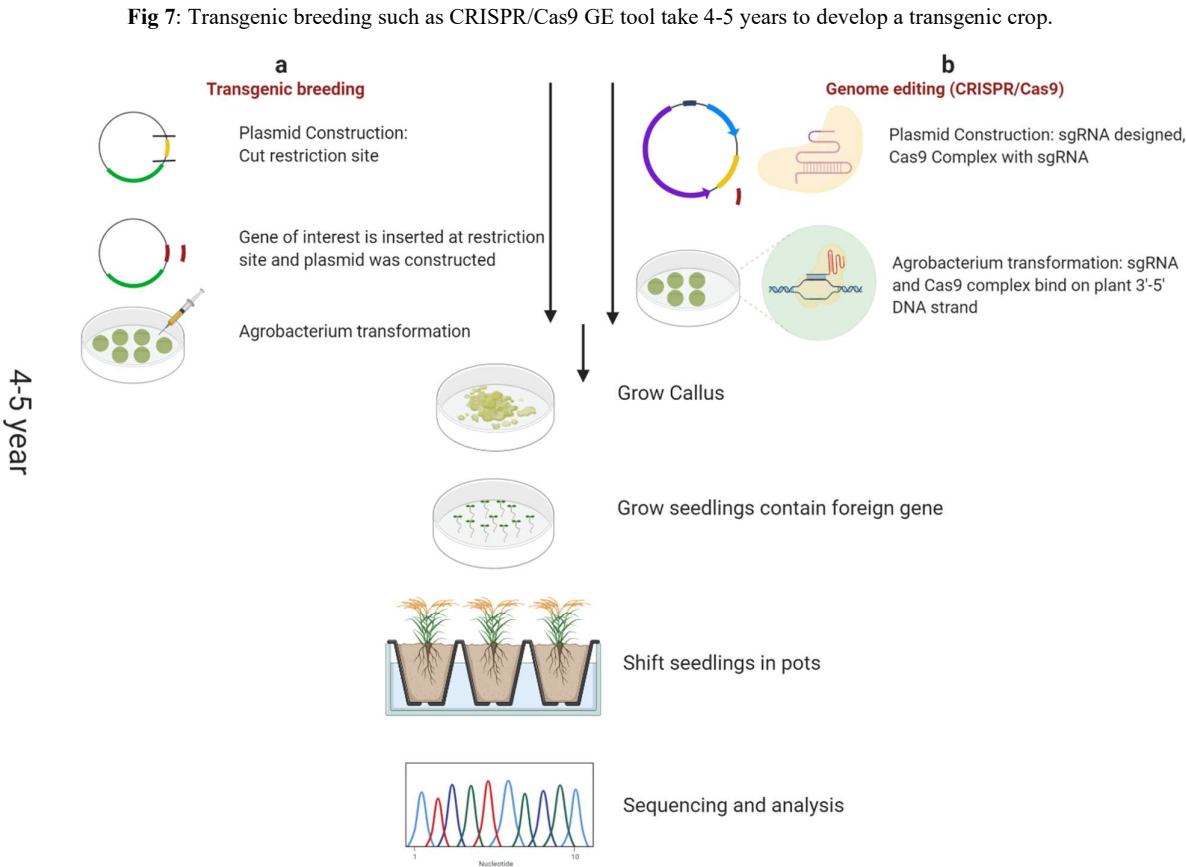 Fig 7: Transgenic breeding such as CRISPR/Cas9 GE tool take 4-5 years to develop a transgenic crop.
a
Transgenic breeding
Plasmid Construction:
Cut restriction site
Gene of interest is inserted at restriction
site and plasmid was constructed
Agrobacterium transformation
b
Genome editing (CRISPR/Cas9)
Plasmid Construction: sgRNA designed,
Cas9 Complex with sgRNA
Agrobacterium transformation: sgRNA
and Cas9 complex bind on plant 3'-5'
DNA strand
4-5 year
Grow Callus
Grow seedlings contain foreign gene
Shift seedlings in pots
Sequencing and analysis
1
10
Nucleotide